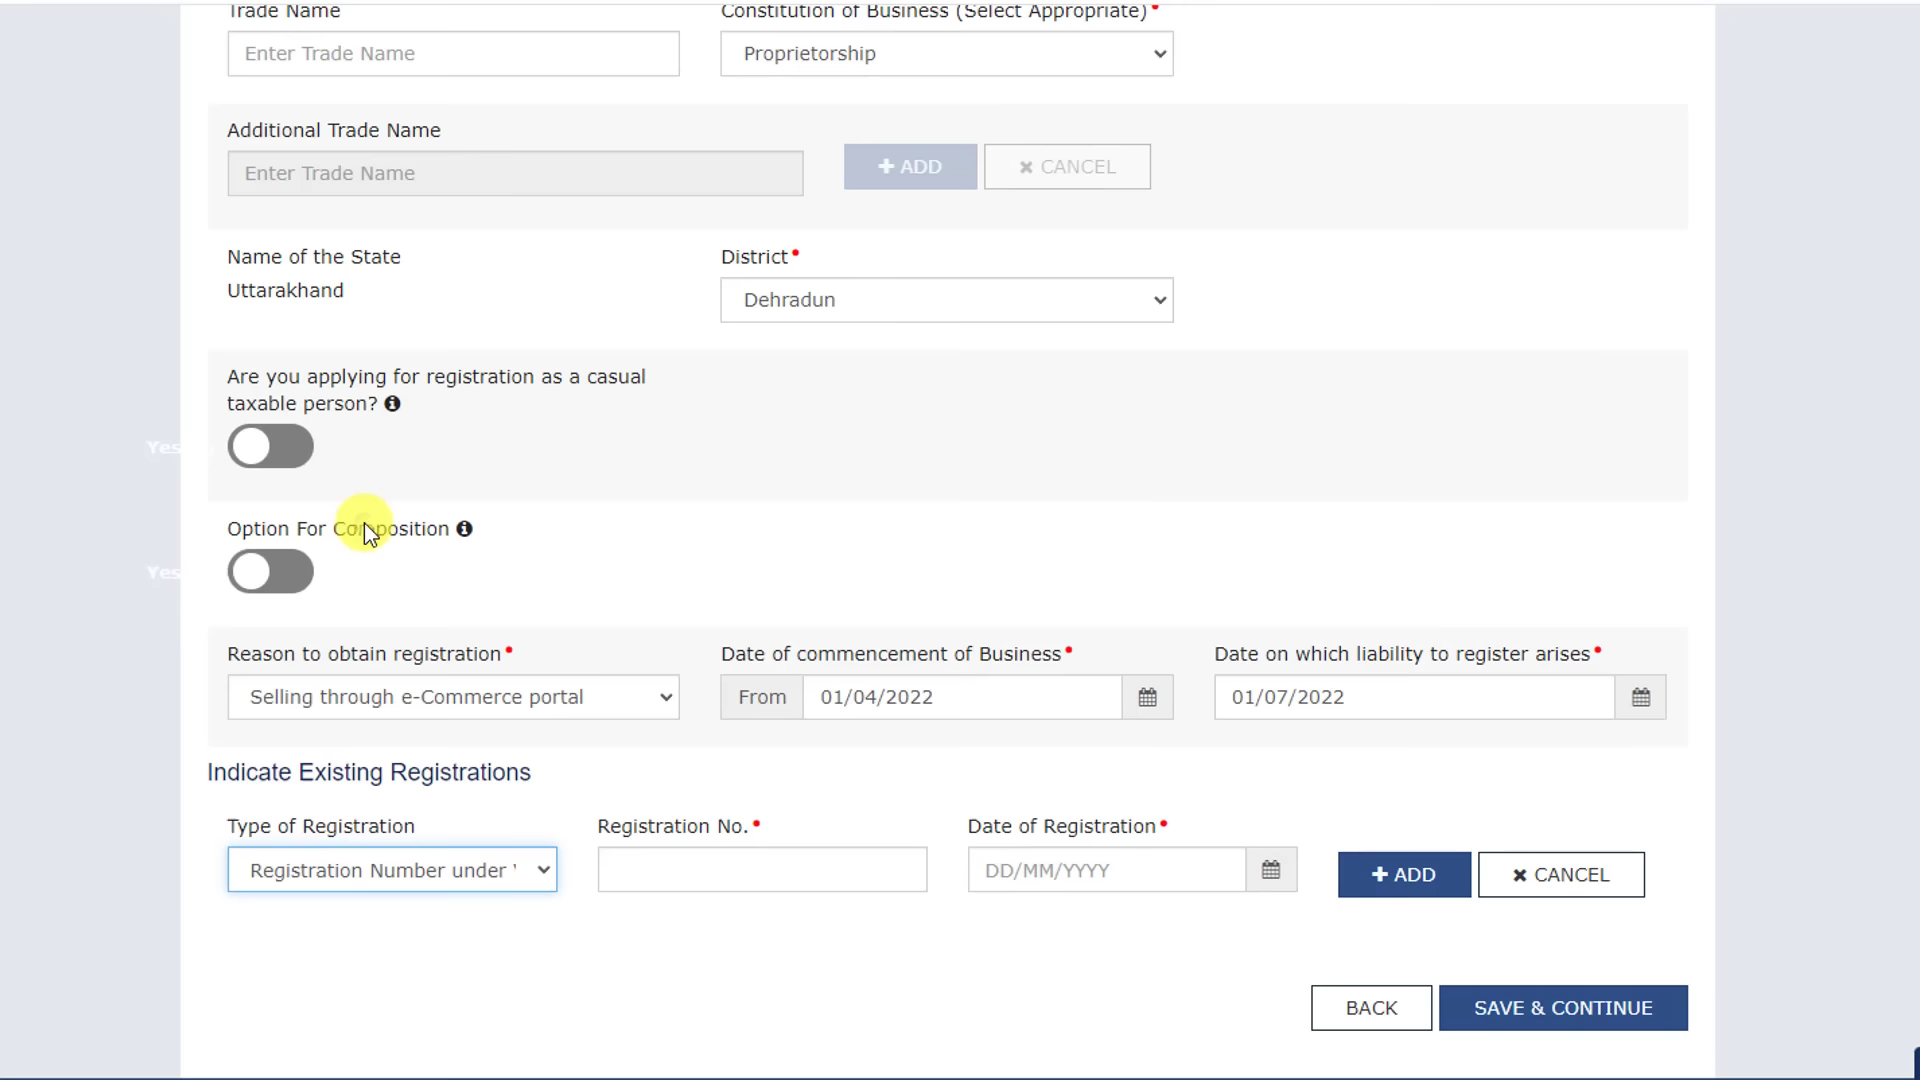 Trade Name
Constitution of Business (Select Appropriate)•
Enter Trade Name
Proprietorship
Additional Trade Name
Enter Trade Name
ADD
CANCEL
Name of the State
District•
Uttarakhand
Dehradun
Are you applying for registration as a casual
taxable person?
Yes
Option For Composition
Yes
Reason to obtain registration•
Date of commencement of Business•
Date on which liability to register arises•
Selling through e-Commerce portal
From 01/04/2022
01/07/2022
Indicate Existing Registrations
Type of Registration
Registration No.•
Date of Registration•
Registration Number under
DD/MM/YYYY
ADD
CANCEL
BACK
SAVE & CONTINUE